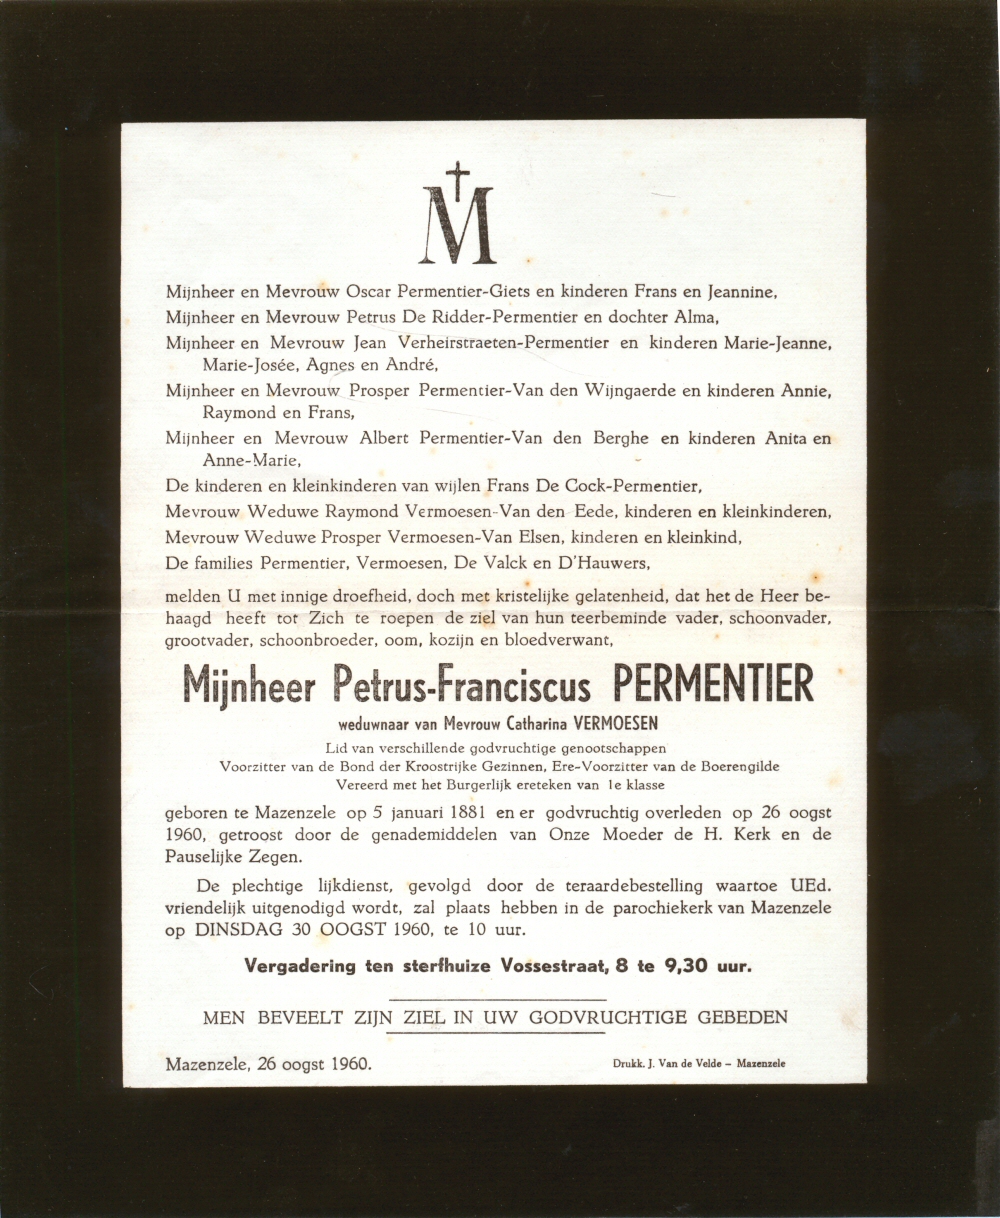 M
Mijnheer en Mevrouw Oscar Permentier-Giets en kinderen Frans en Jeannine,
Mijnheer en Mevrouw Petrus De Ridder-Permentier en dochter Alma,
Mijnheer en Mevrouw Jean Verheirstraeten-Permentier en kinderen Marie-Jeanne,
Marie-Josée, Agnes en André,
Mijnheer en Mevrouw Prosper Permentier-Van den Wijngaerde en kinderen Annie,
Raymond en Frans,
Mijnheer en Mevrouw Albert Permentier-Van den Berghe en kinderen Anita en
Anne-Marie,
De kinderen en kleinkinderen van wijlen Frans De Cock-Permentier,
Mevrouw Weduwe Raymond Vermoesen-Van den Eede, kinderen en kleinkinderen,
Mevrouw Weduwe Prosper Vermoesen-Van Elsen, kinderen en kleinkind,
De families Permentier, Vermoesen, De Valck en D'Hauwers,
melden U met innige droefheid, doch met kristelijke gelatenheid, dat het de Heer be-
haagd heeft tot Zich te roepen de ziel van hun teerbeminde vader, schoonvader,
grootvader, schoonbroeder, oom, kozijn en bloedverwant,
Mijnheer Petrus-Franciscus PERMENTIER
weduwnaar van Mevrouw Catharina VERMOESEN
Lid van verschillende godvruchtige genootschappen
Voorzitter van de Bond der Kroostrijke Gezinnen, Ere-Voorzitter van de Boerengilde
Vereerd met het Burgerlijk ereteken van 1e klasse
geboren te Mazenzele op 5 januari 1881 en er godvruchtig overleden op 26 oogst
1960, getroost door de genademiddelen van Onze Moeder de H. Kerk en de
Pauselijke Zegen.
De plechtige lijkdienst, gevolgd door de teraardebestelling waartoe UEd.
vriendelijk uitgenodigd wordt, zal plaats hebben in de parochiekerk van Mazenzele
op DINSDAG 30 OOGST 1960, te 10 uur.
Vergadering ten sterfhuize Vossestraat, 8 te 9,30 uur.
MEN BEVEELT ZIJN ZIEL IN UW GODVRUCHTIGE GEBEDEN
Mazenzele, 26 oogst 1960.
Drukk. J. Van de Velde – Mazenzele